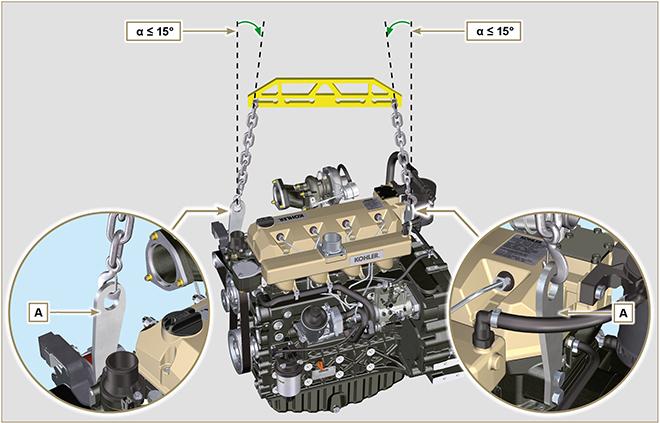 α ≤ 15°
α ≤ 15°
KOHLER
KOHLER
A
A